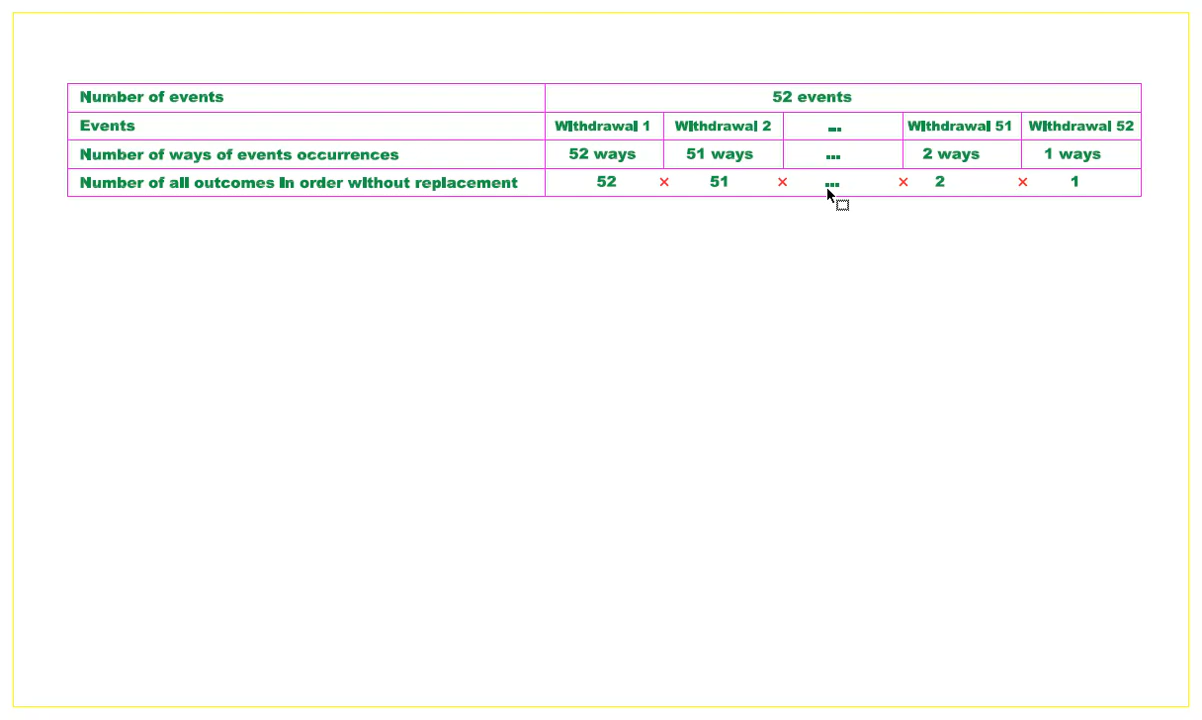 Number of events 52 events
Events Withdrawal 1 Withdrawal 2 ... Withdrawal 51 Withdrawal 52
Number of ways of events occurrences 52 ways 51 ways ... 2 ways 1 ways
Number of all outcomes in order without replacement 52 × 51 × ... × 2 × 1